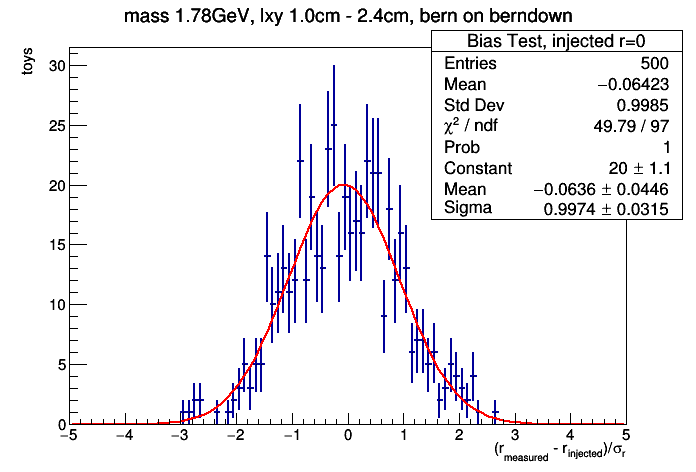 mass 1.78GeV, lxy 1.0cm - 2.4cm, bern on berndown
Bias Test, injected r=0
Entries 500
Mean −0.06423
Std Dev 0.9985
χ² / ndf 49.79 / 97
Prob 1
Constant 20 ± 1.1
Mean −0.0636 ± 0.0446
Sigma 0.9974 ± 0.0315
toys
30
25
20
15
10
5
0
−5 −4 −3 −2 −1 0 1 2 3 4 5
(r_measured - r_injected)/σ_r